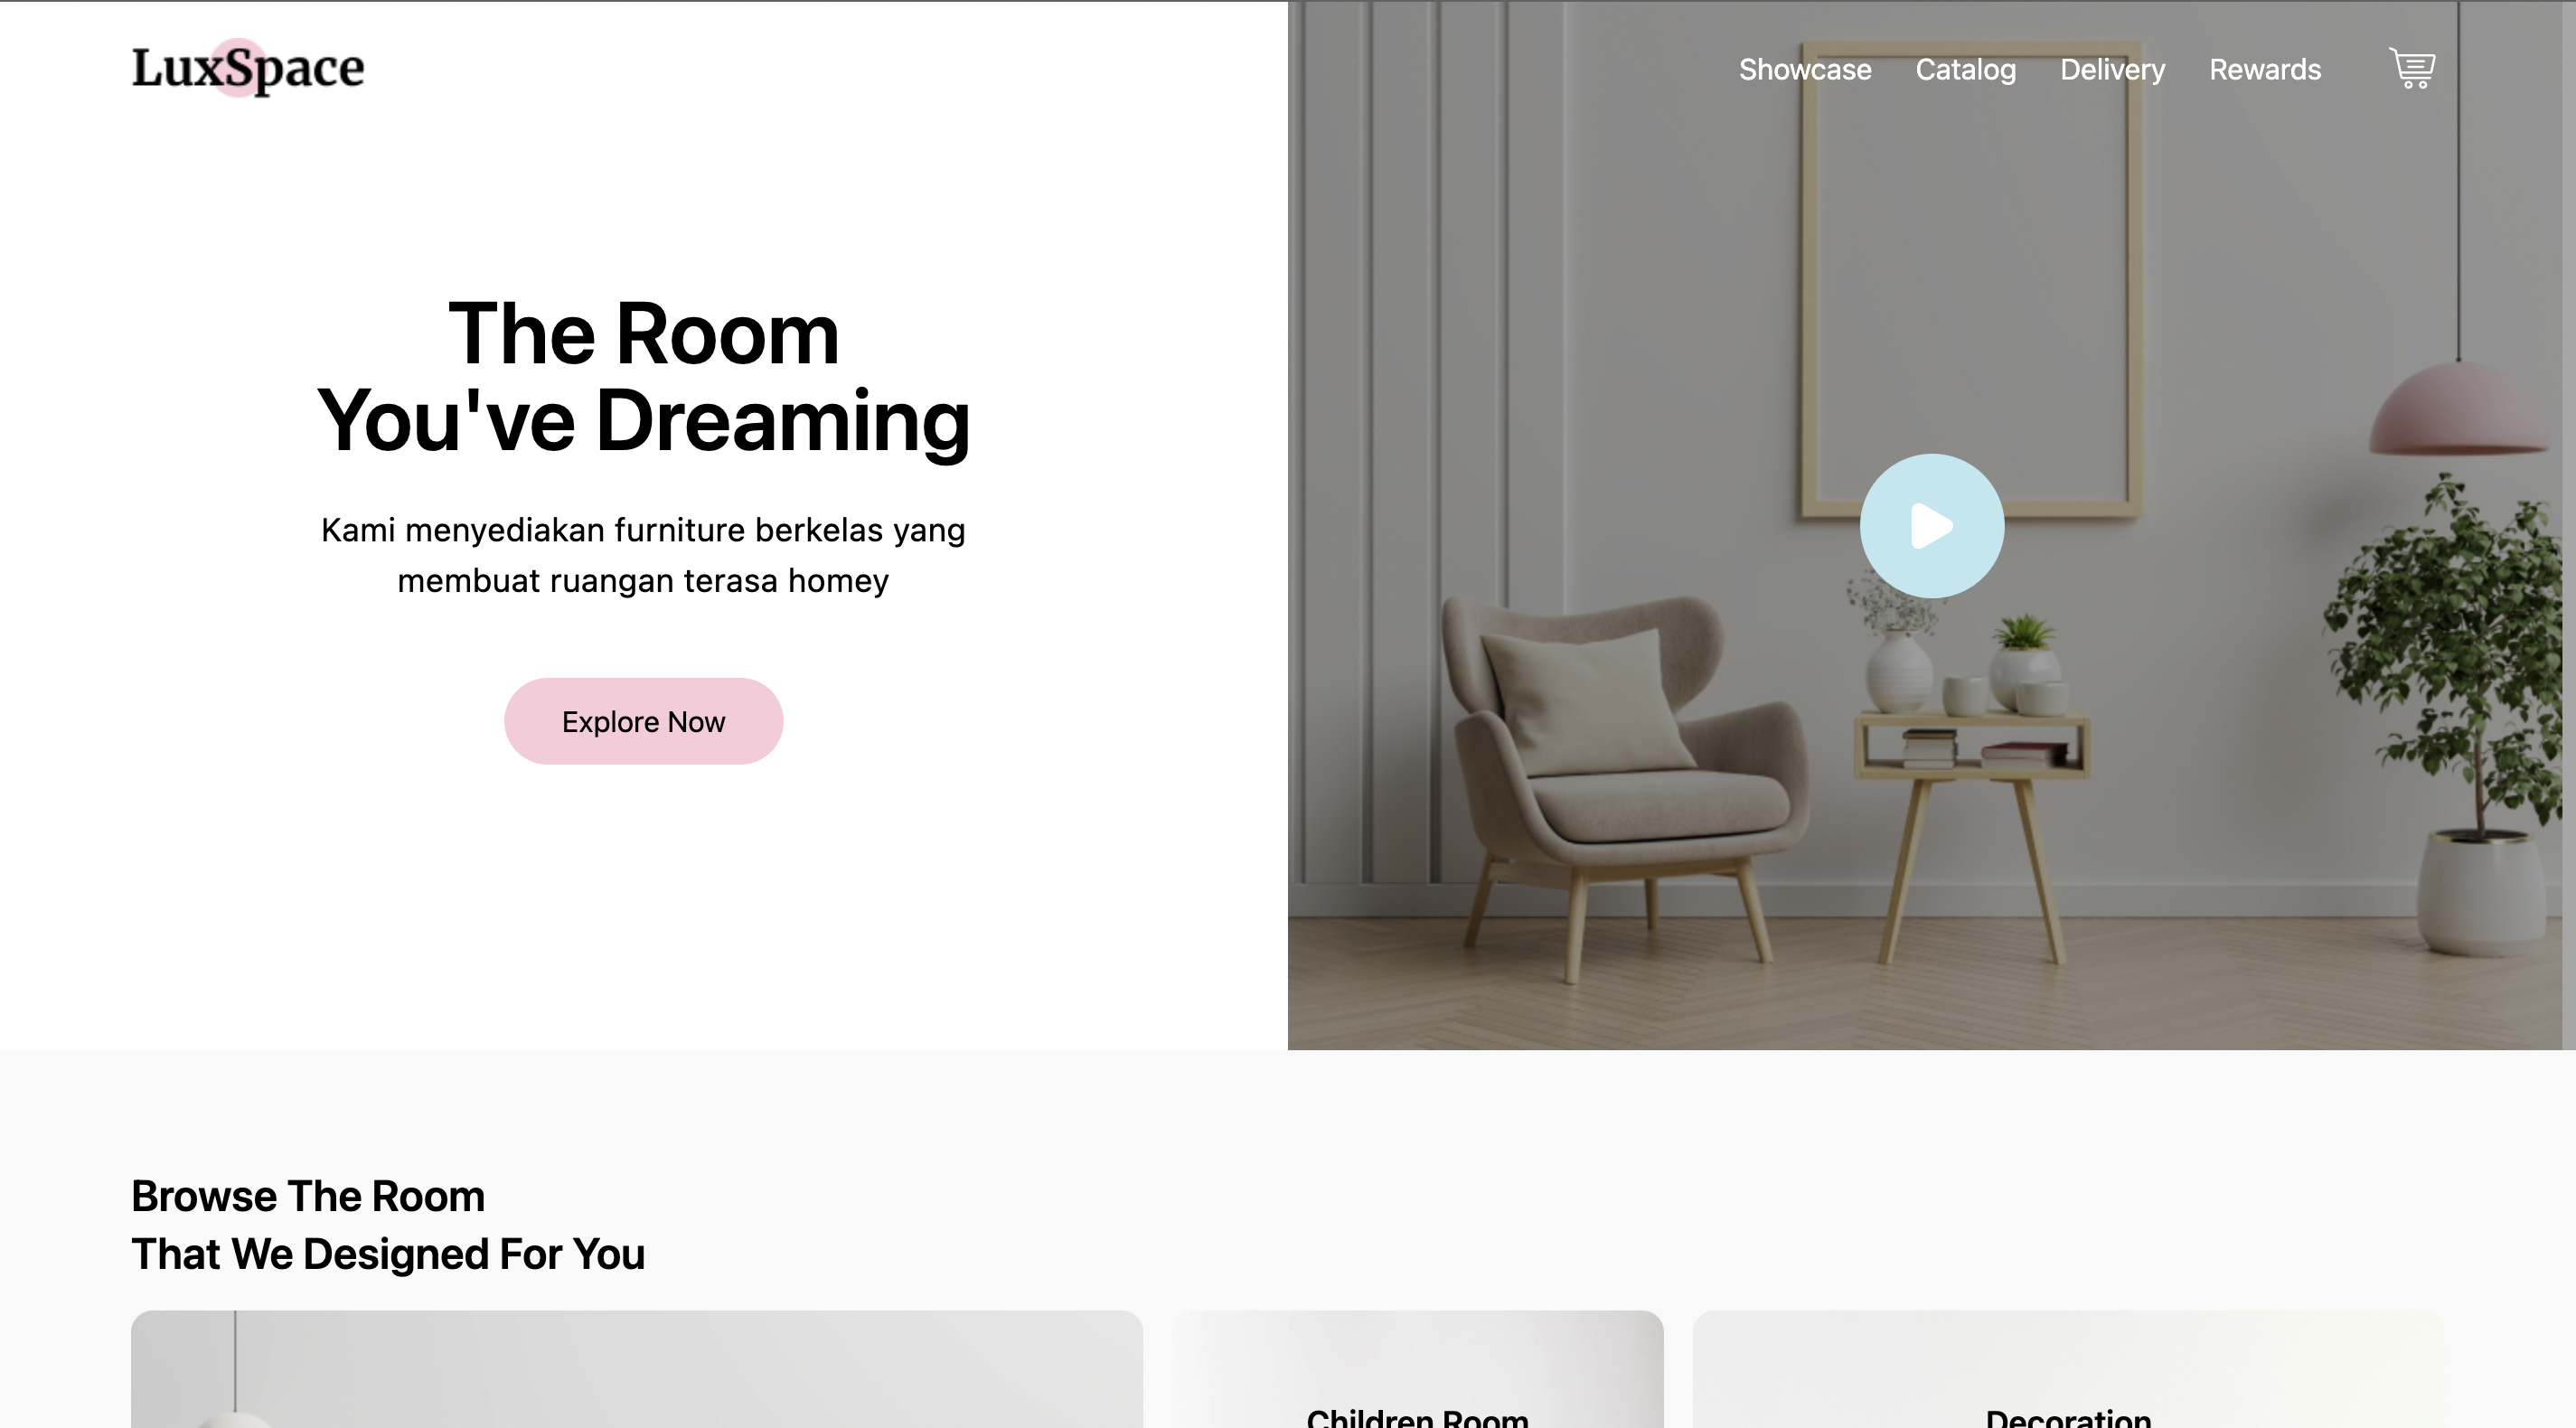 LuxSpace
Showcase Catalog Delivery Rewards
The Room
You've Dreaming
Kami menyediakan furniture berkelas yang
membuat ruangan terasa homey
Explore Now
Browse The Room
That We Designed For You
Children Room
Decoration